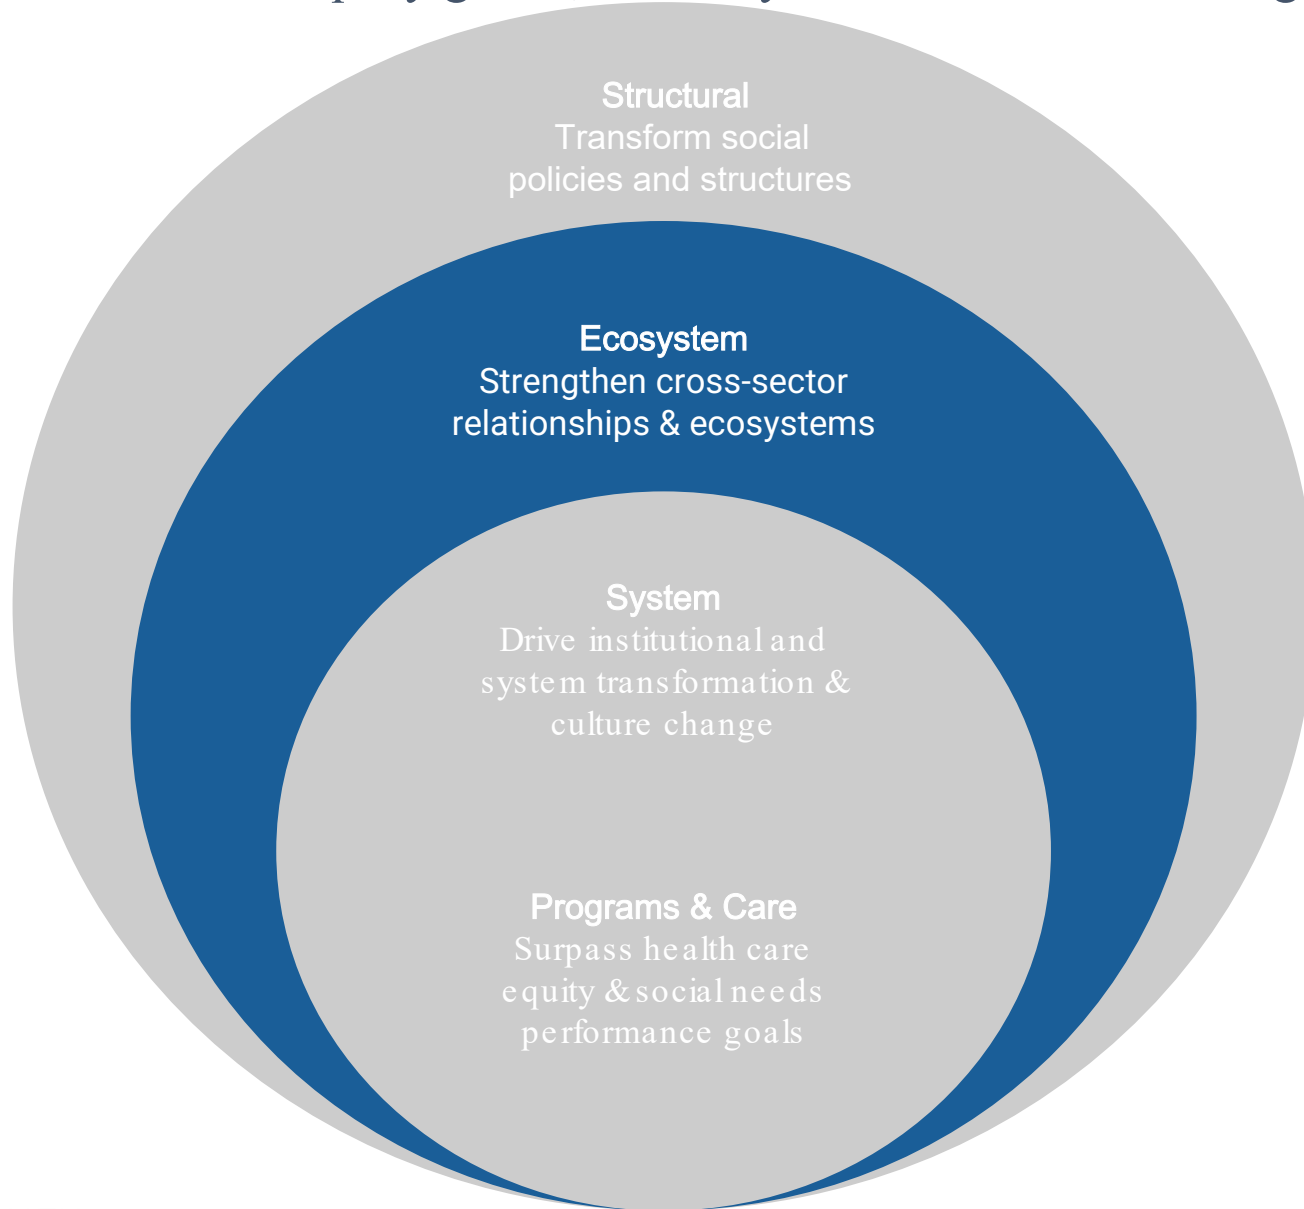 Structural
Transform social
policies and structures
Ecosystem
Strengthen cross-sector
relationships & ecosystems
System
Drive institutional and
system transformation &
culture change
Programs & Care
Surpass health care
equity & social needs
performance goals